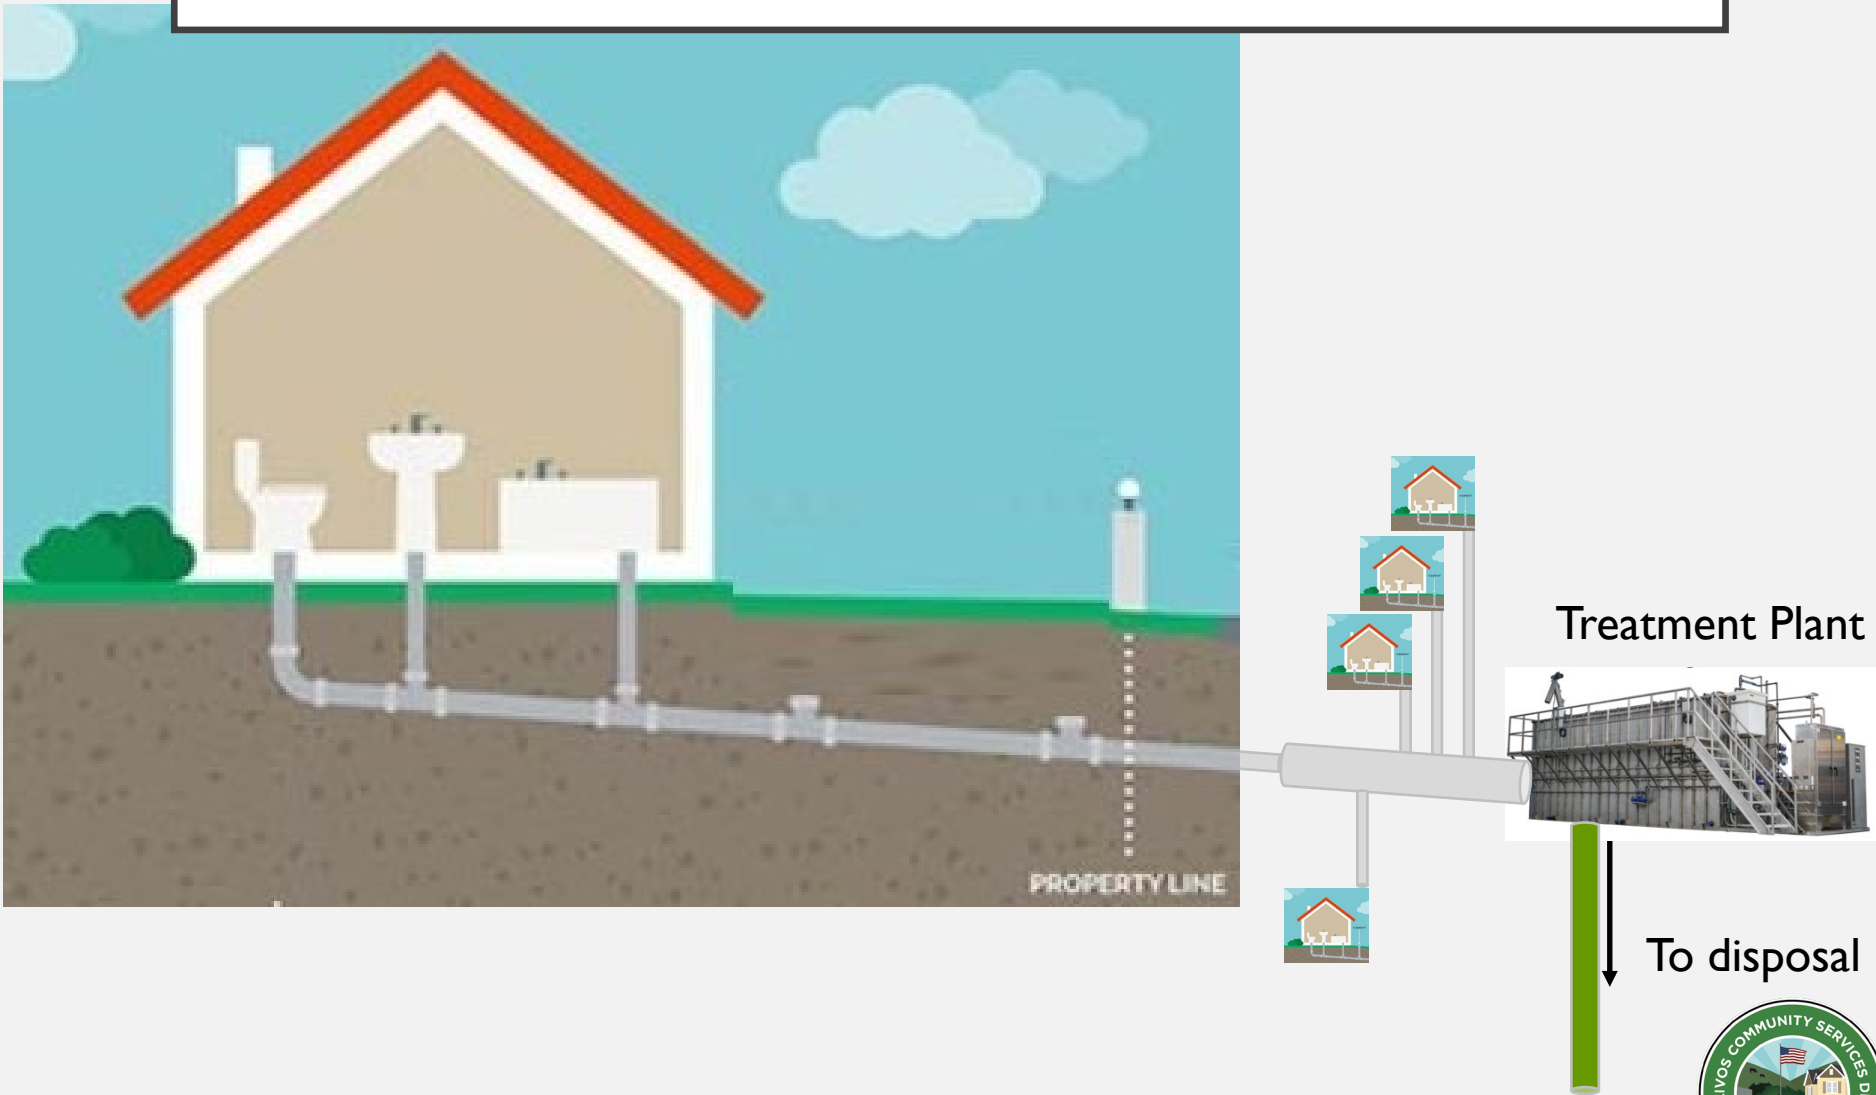 Treatment Plant
PROPERTY LINE
To disposal
COMMUNITY SERVICES